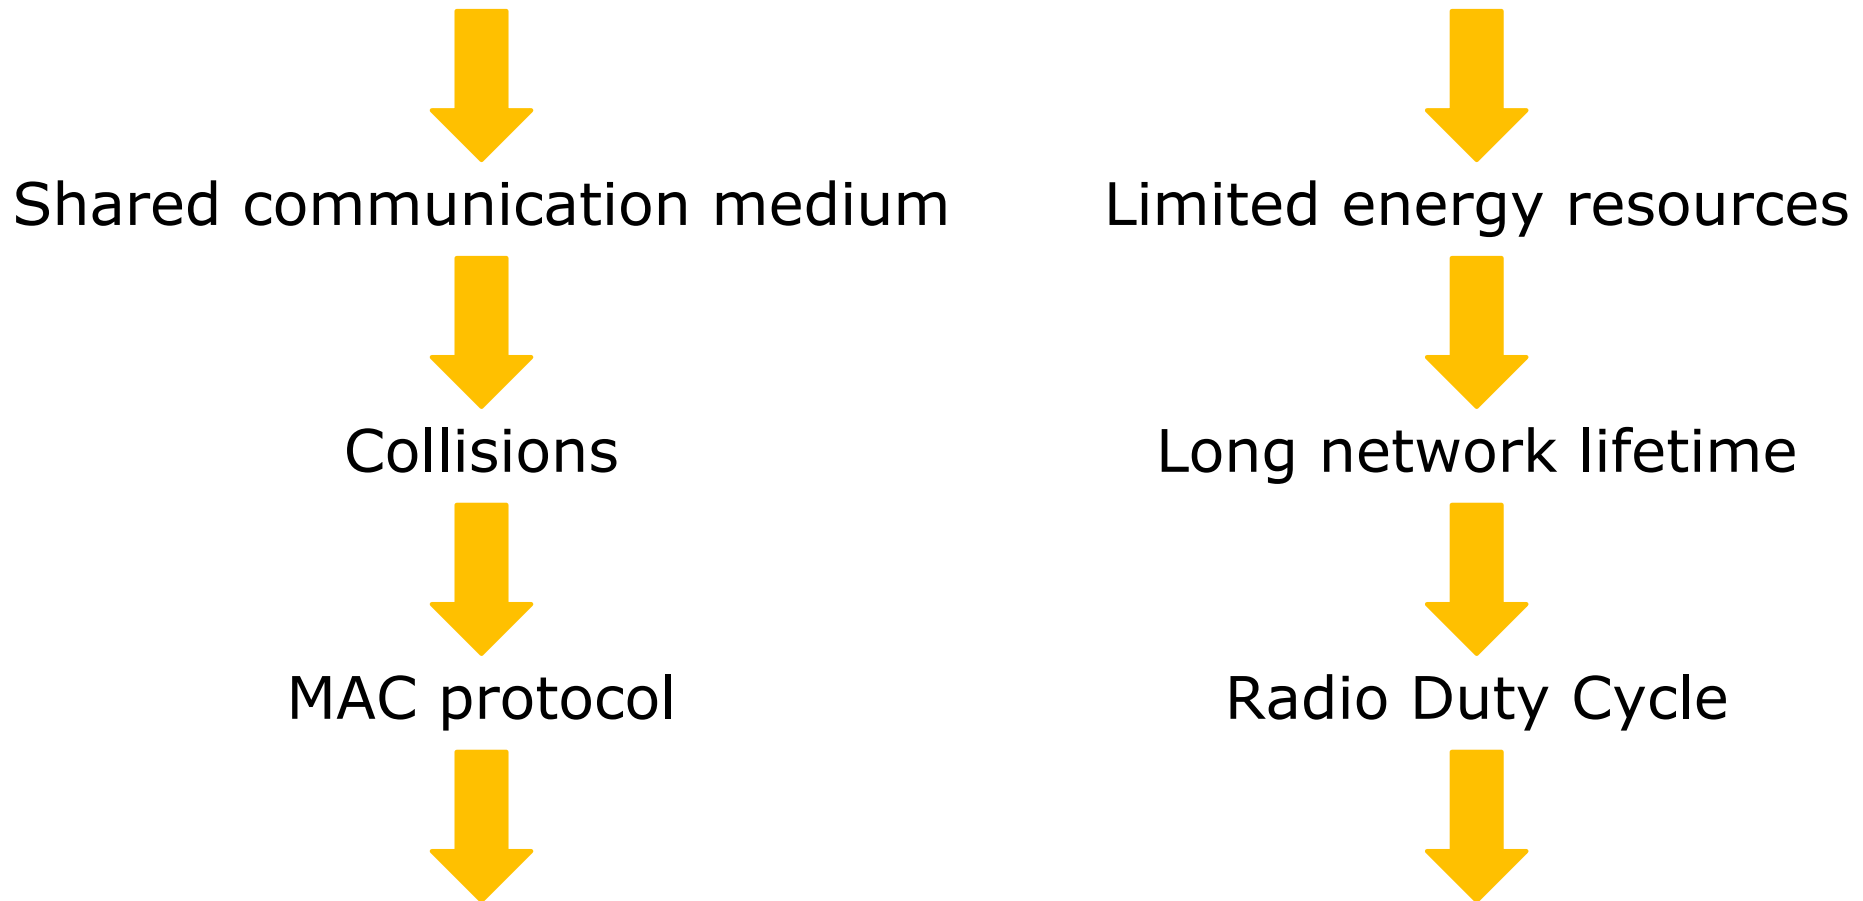 Shared communication medium
Limited energy resources
Collisions
Long network lifetime
MAC protocol
Radio Duty Cycle